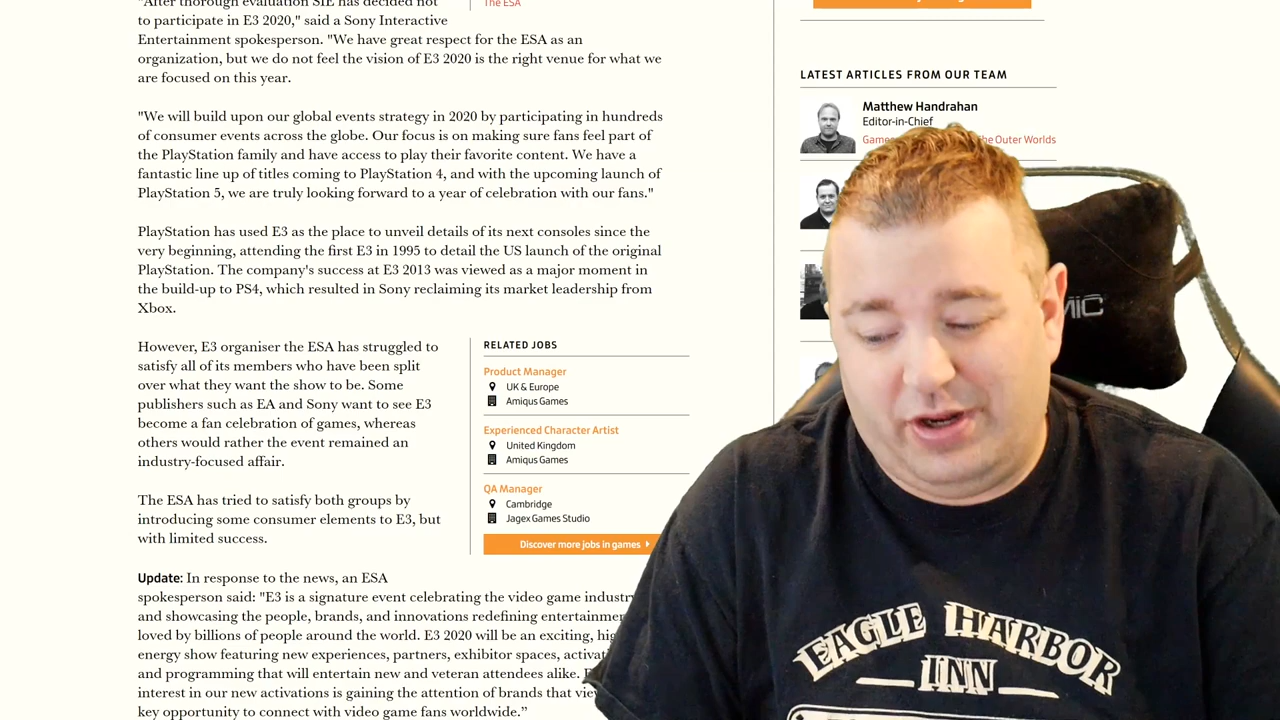 "After thorough evaluation SIE has decided not
to participate in E3 2020," said a Sony Interactive
Entertainment spokesperson. "We have great respect for the ESA as an
organization, but we do not feel the vision of E3 2020 is the right venue for what we
are focused on this year.
"We will build upon our global events strategy in 2020 by participating in hundreds
of consumer events across the globe. Our focus is on making sure fans feel part of
the PlayStation family and have access to play their favorite content. We have a
fantastic line up of titles coming to PlayStation 4, and with the upcoming launch of
PlayStation 5, we are truly looking forward to a year of celebration with our fans."
PlayStation has used E3 as the place to unveil details of its next consoles since the
very beginning, attending the first E3 in 1995 to detail the US launch of the original
PlayStation. The company's success at E3 2013 was viewed as a major moment in
the build-up to PS4, which resulted in Sony reclaiming its market leadership from
Xbox.
However, E3 organiser the ESA has struggled to
satisfy all of its members who have been split
over what they want the show to be. Some
publishers such as EA and Sony want to see E3
become a fan celebration of games, whereas
others would rather the event remained an
industry-focused affair.
The ESA has tried to satisfy both groups by
introducing some consumer elements to E3, but
with limited success.
Update: In response to the news, an ESA
spokesperson said: "E3 is a signature event celebrating the video game industry
and showcasing the people, brands, and innovations redefining
loved by billions of people around the world. E3 2020 will be an exciting,
energy show featuring new experiences, partners, exhibitor spaces,
and programming that will entertain new and veteran attendees alike.
interest in our new activations is gaining the attention of brands that
key opportunity to connect with video game fans worldwide.”
The ESA
RELATED JOBS
Product Manager
UK & Europe
Amiqus Games
Experienced Character Artist
United Kingdom
Amiqus Games
QA Manager
Cambridge
Jagex Games Studio
Discover more jobs in games
LATEST ARTICLES FROM OUR TEAM
Matthew Handrahan
Editor-in-Chief
The Outer Worlds
EAGLE HARBOR
INN